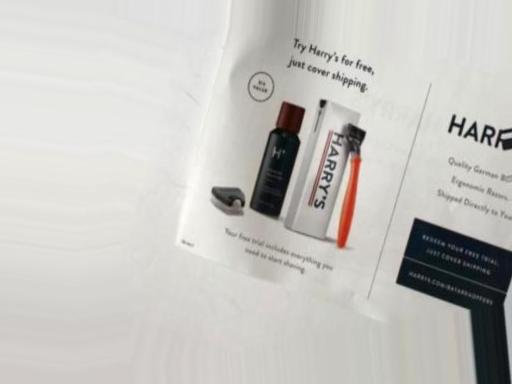 Try Harry's for free,
just cover shipping.
VALUE
H'
HARRY'S
Your free trial includes everything you
need to start shaving.
HARR
Quality German
Ergonomic Razors.
Shipped Directly to You
REDEEM YOUR FREE TRIAL,
JUST COVER SHIPPING